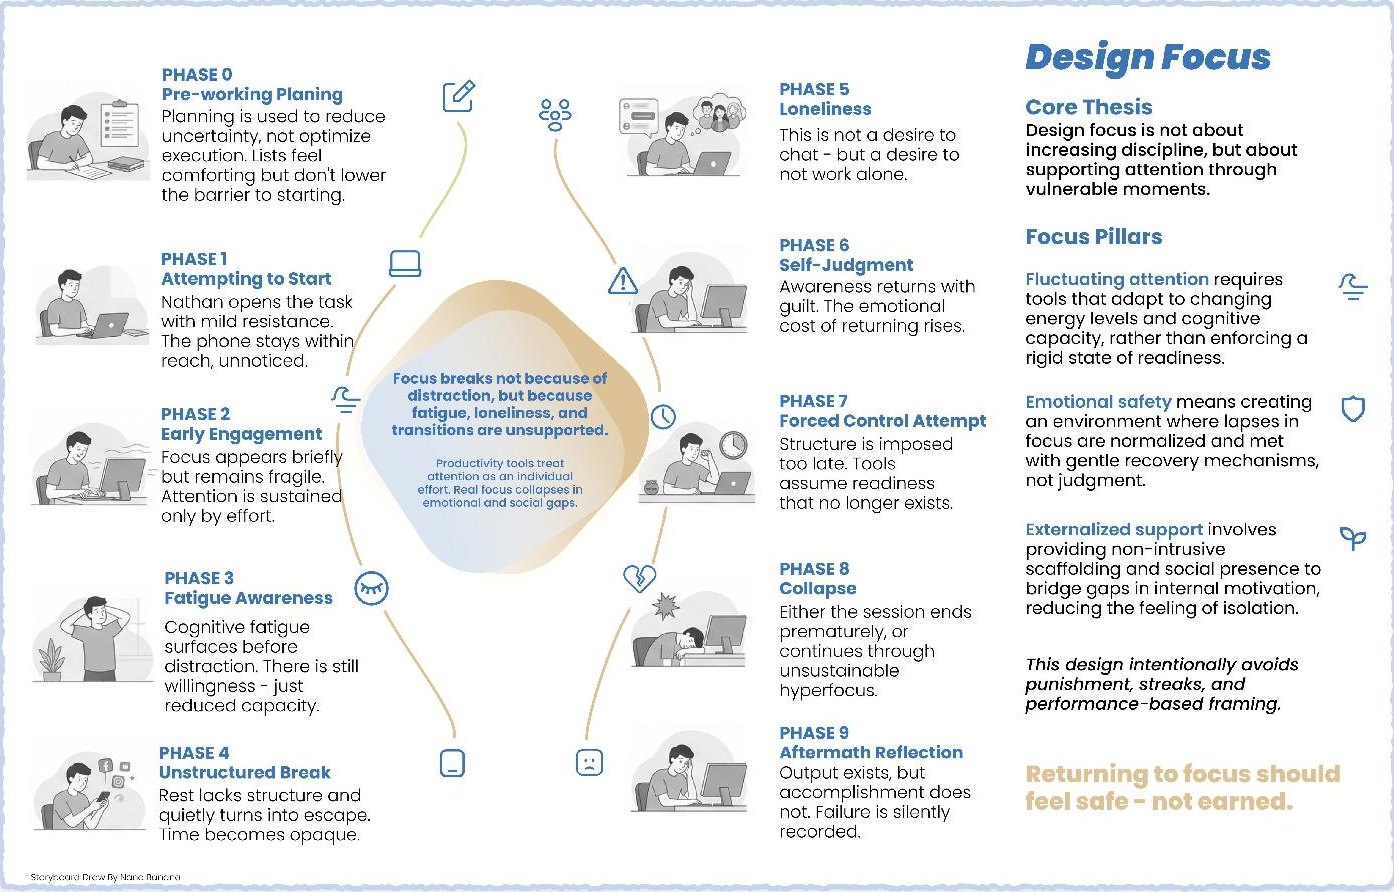 PHASE 0
Pre-working Planing
Planning is used to reduce
uncertainty, not optimize
execution. Lists feel
comforting but don't lower
the barrier to starting.
PHASE 1
Attempting to Start
Nathan opens the task
with mild resistance.
The phone stays within
reach, unnoticed.
PHASE 2
Early Engagement
Focus appears briefly
but remains fragile.
Attention is sustained
only by effort.
PHASE 3
Fatigue Awareness
Cognitive fatigue
surfaces before
distraction. There is still
willingness - just
reduced capacity.
PHASE 4
Unstructured Break
Rest lacks structure and
quietly turns into escape.
Time becomes opaque.
Storyboard Drew By Nano Banana
Focus breaks not because of
distraction, but because
fatigue, loneliness, and
transitions are unsupported.
Productivity tools treat
attention as an individual
effort. Real focus collapses in
emotional and social gaps.
PHASE 5
Loneliness
This is not a desire to
chat - but a desire to
not work alone.
PHASE 6
Self-Judgment
Awareness returns with
guilt. The emotional
cost of returning rises.
PHASE 7
Forced Control Attempt
Structure is imposed
too late. Tools
assume readiness
that no longer exists.
PHASE 8
Collapse
Either the session ends
prematurely, or
continues through
unsustainable
hyperfocus.
PHASE 9
Aftermath Reflection
Output exists, but
accomplishment does
not. Failure is silently
recorded.
Design Focus
Core Thesis
Design focus is not about
increasing discipline, but about
supporting attention through
vulnerable moments.
Focus Pillars
Fluctuating attention requires
tools that adapt to changing
energy levels and cognitive
capacity, rather than enforcing a
rigid state of readiness.
Emotional safety means creating
an environment where lapses in
focus are normalized and met
with gentle recovery mechanisms,
not judgment.
Externalized support involves
providing non-intrusive
scaffolding and social presence to
bridge gaps in internal motivation,
reducing the feeling of isolation.
This design intentionally avoids
punishment, streaks, and
performance-based framing.
Returning to focus should
feel safe - not earned.